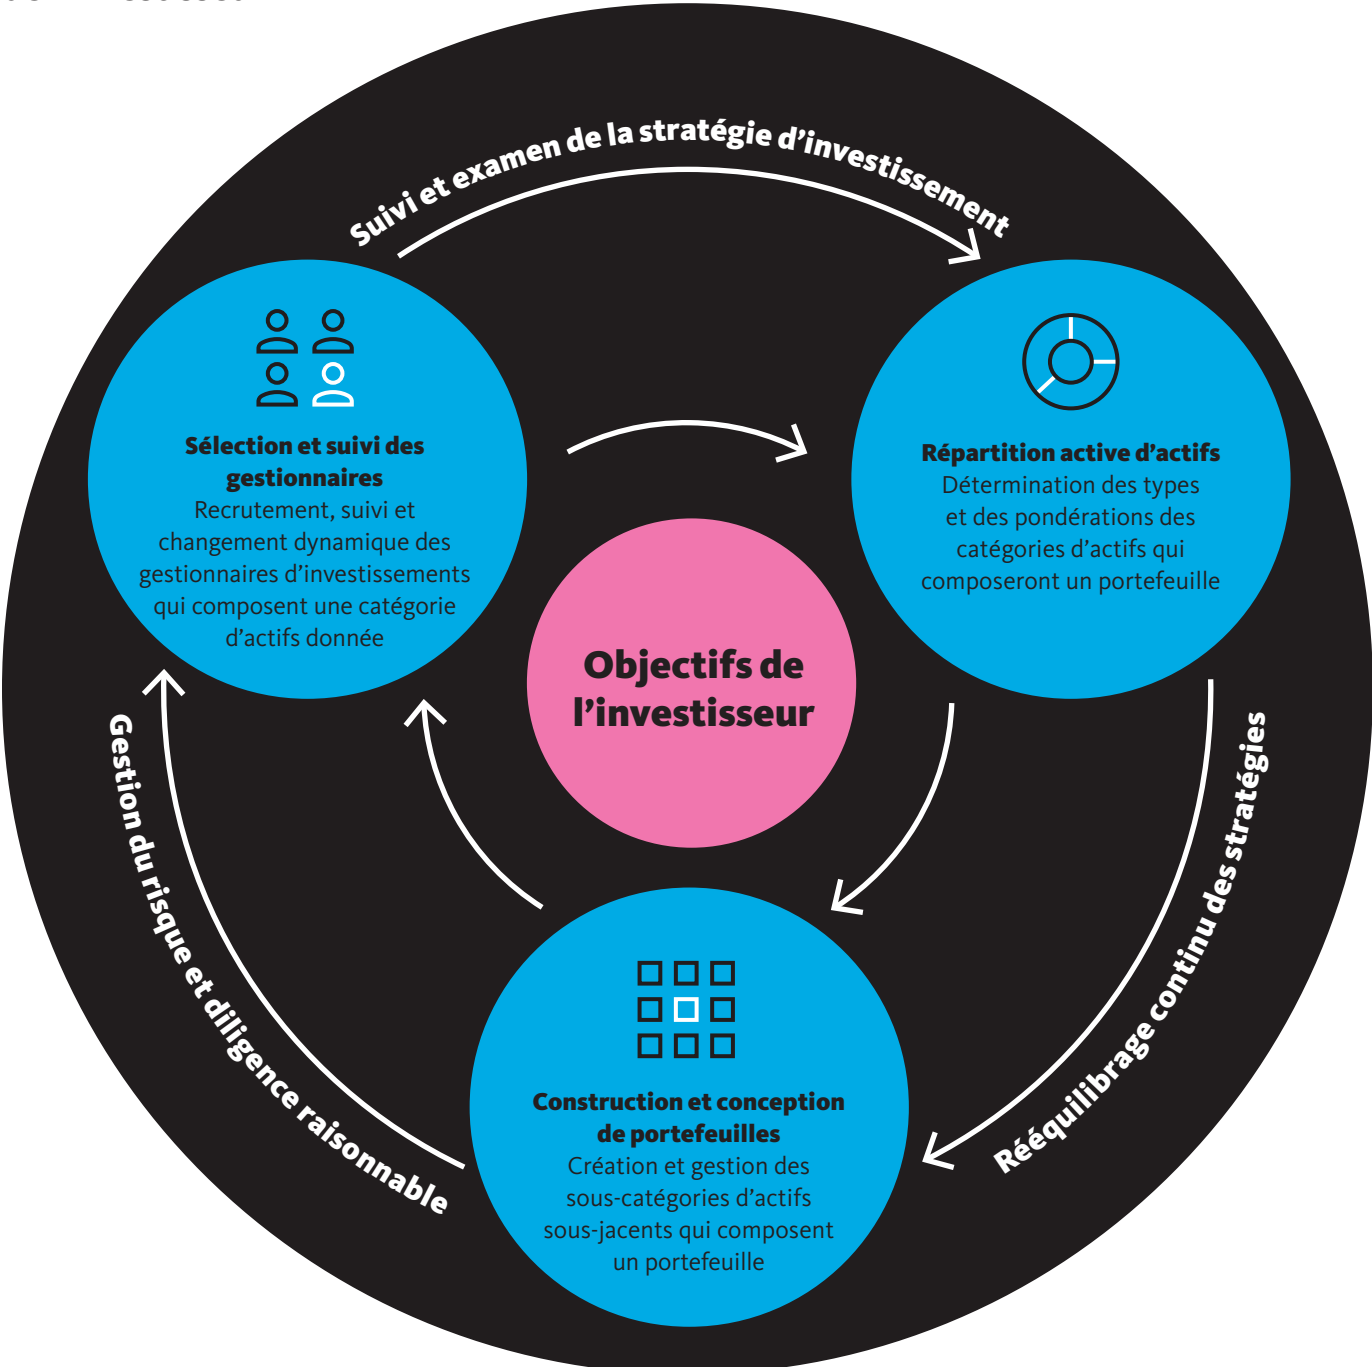 Suivi et examen de la stratégie d’investissement
Sélection et suivi des
gestionnaires
Recrutement, suivi et
changement dynamique des
gestionnaires d’investissements
qui composent une catégorie
d’actifs donnée
Répartition active d’actifs
Détermination des types
et des pondérations des
catégories d’actifs qui
composeront un portefeuille
Objectifs de
l’investisseur
Gestion du risque et diligence raisonnable
Rééquilibrage continu des stratégies
Construction et conception
de portefeuilles
Création et gestion des
sous-catégories d’actifs
sous-jacents qui composent
un portefeuille